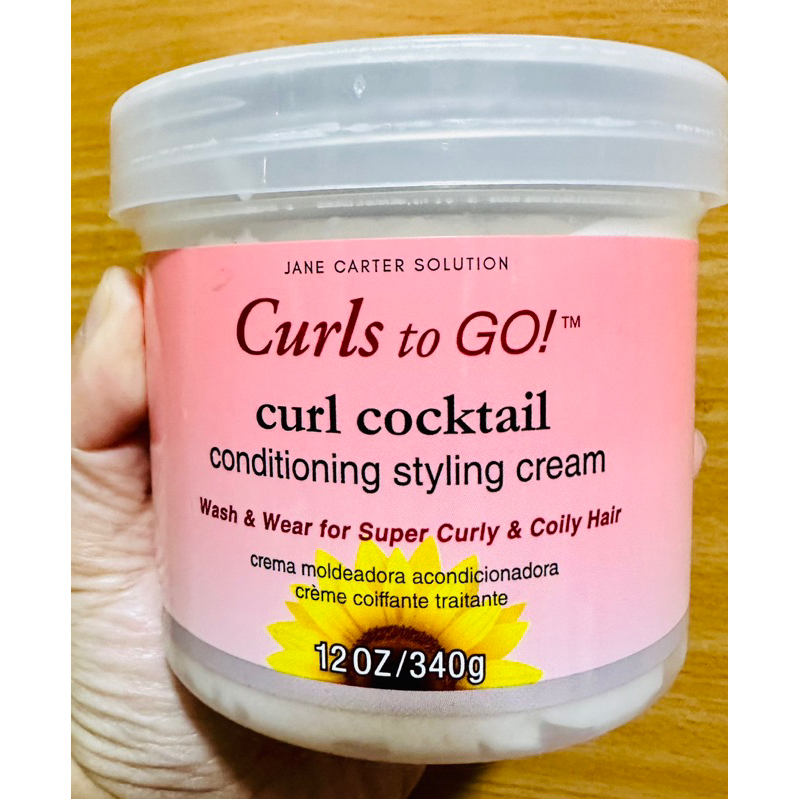 JANE CARTER SOLUTION
Curls to GO!™
curl cocktail
conditioning styling cream
Wash & Wear for Super Curly & Coily Hair
crema moldeadora acondicionadora
crème coiffante traitante
12 OZ/340g